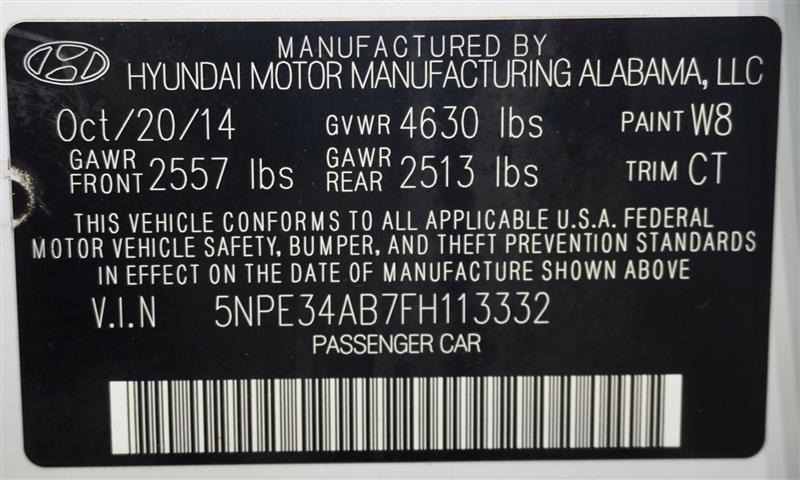 MANUFACTURED BY
HYUNDAI MOTOR MANUFACTURING ALABAMA, LLC
Oct/20/14 GVWR 4630 lbs PAINT W8
GAWR FRONT 2557 lbs GAWR REAR 2513 lbs TRIM CT
THIS VEHICLE CONFORMS TO ALL APPLICABLE U.S.A. FEDERAL
MOTOR VEHICLE SAFETY, BUMPER, AND THEFT PREVENTION STANDARDS
IN EFFECT ON THE DATE OF MANUFACTURE SHOWN ABOVE
V.I.N 5NPE34AB7FH113332
PASSENGER CAR